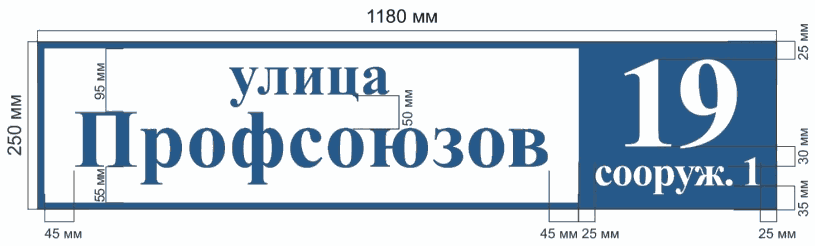 1180 мм
250 мм
95 мм
улица
50 мм
Профсоюзов
55 мм
45 мм
45 мм
19
25 мм
30 мм
сооруж. 1
35 мм
25 мм
25 мм